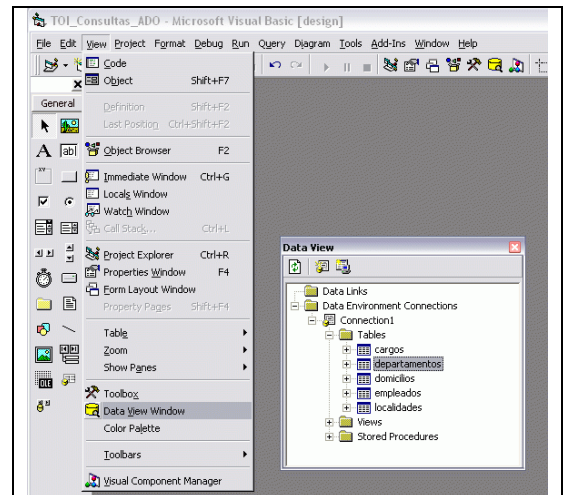 TOI_Consultas_ADO - Microsoft Visual Basic [design]
File Edit View Project Format Debug Run Query Diagram Tools Add-Ins Window Help
General
A ab|
XY
OLE
Code
Object Shift+F7
Definition Shift+F2
Last Position Ctrl+Shift+F2
Object Browser F2
Immediate Window Ctrl+G
Locals Window
Watch Window
Call Stack... Ctrl+L
Project Explorer Ctrl+R
Properties Window F4
Form Layout Window
Property Pages Shift+F4
Table
Zoom
Show Panes
Toolbox
Data View Window
Color Palette
Toolbars
Visual Component Manager
Data View
Data Links
Data Environment Connections
Connection1
Tables
cargos
departamentos
domicilios
empleados
localidades
Views
Stored Procedures